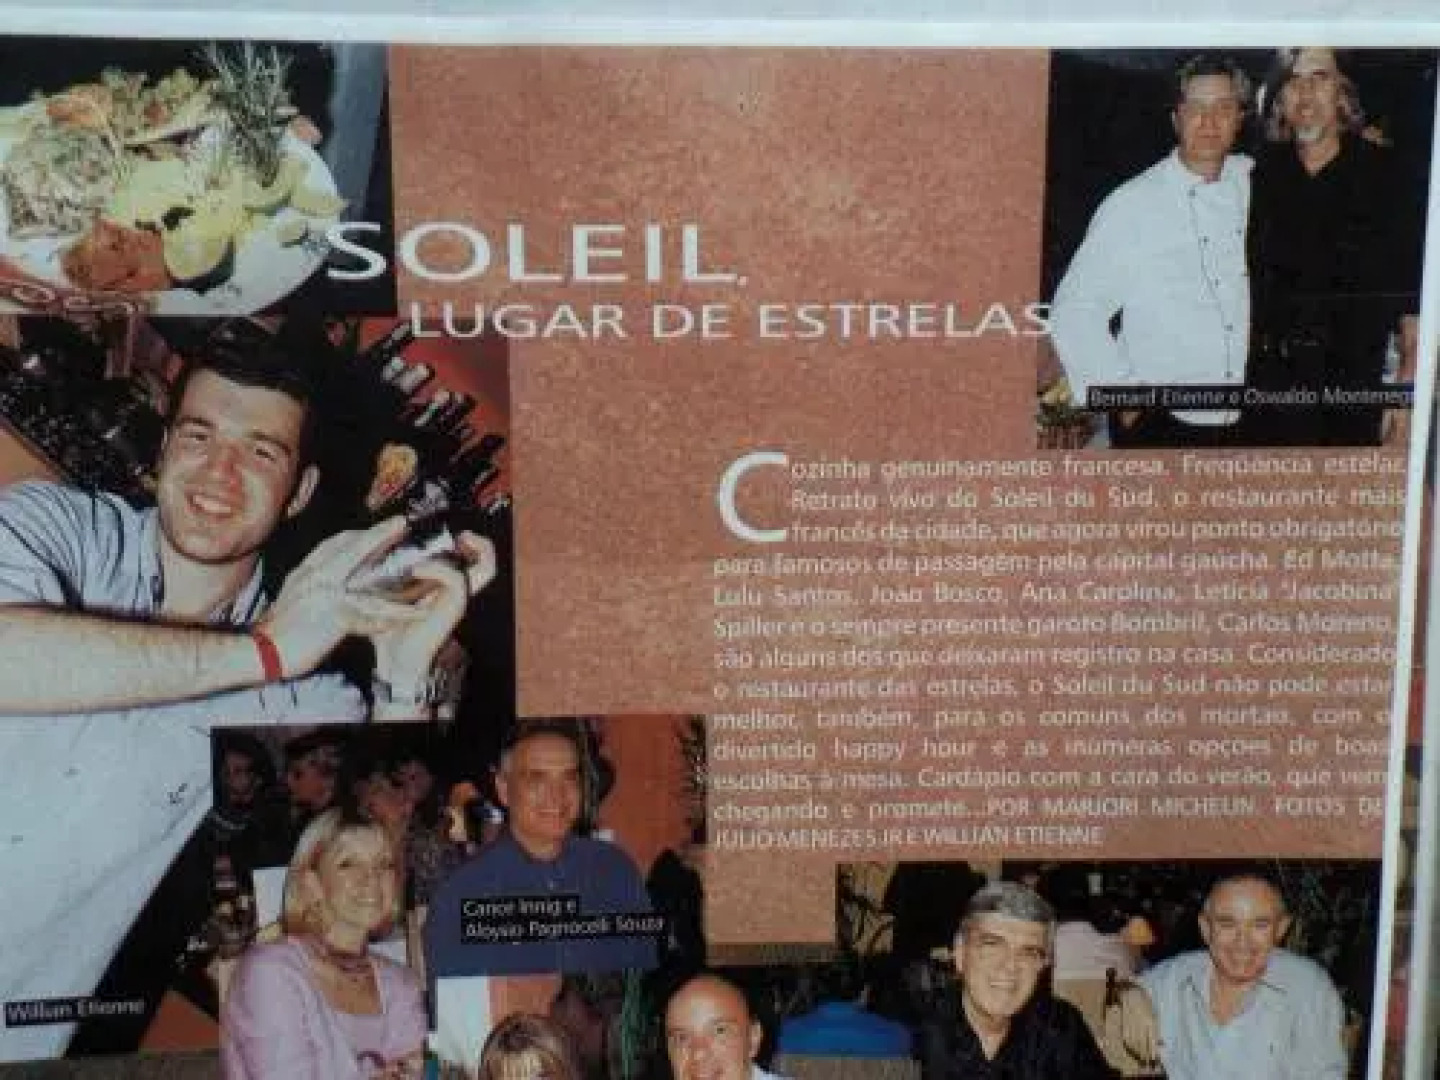 SOLEIL,
LUGAR DE ESTRELAS
Bernard Etienne e Oswaldo Montenegr
Cozinha genuinamente francesa. Freqüência estelar.
Retrato vivo do Soleil du Sud, o restaurante mais
francês da cidade, que agora virou ponto obrigatório
para famosos de passagem pela capital gaúcha. Ed Motta,
Lulu Santos, João Bosco, Ana Carolina, Letícia "Jacobina"
Spiller e o sempre presente garoto Bombril, Carlos Moreno,
são alguns dos que deixaram registro na casa. Considerado
o restaurante das estrelas, o Soleil du Sud não pode estar
melhor, também, para os comuns dos mortais, com o
divertido happy hour e as inúmeras opções de boas
escolhas à mesa. Cardápio com a cara do verão, que vem
chegando e promete...POR MARJORI MICHELIN FOTOS DE
JULIO MENEZES JR E WILLIAN ETIENNE
Carice Innig e
Aloysio Pagnocelli Souza
Willian Etienne